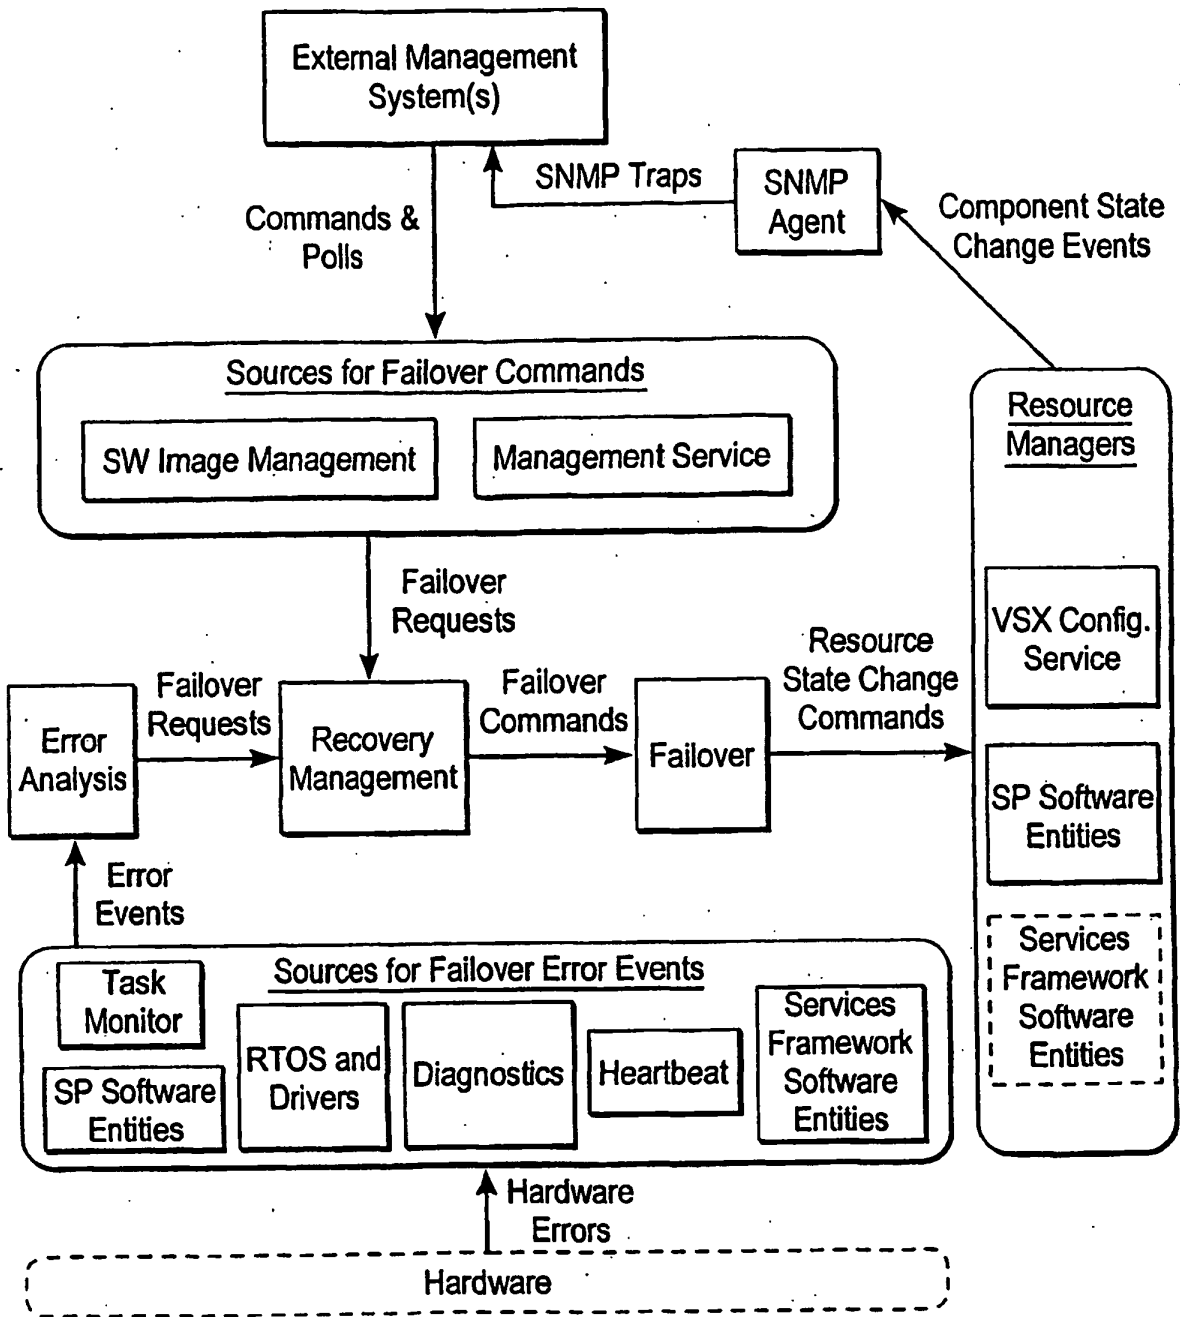 External Management
System(s)
SNMP Traps
SNMP
Agent
Component State
Change Events
Commands &
Polls
Sources for Failover Commands
SW Image Management
Management Service
Resource
Managers
Failover
Requests
VSX Config.
Service
Error
Analysis
Failover
Requests
Recovery
Management
Failover
Commands
Failover
Resource
State Change
Commands
SP Software
Entities
Error
Events
Services
Framework
Software
Entities
Sources for Failover Error Events
Task
Monitor
SP Software
Entities
RTOS and
Drivers
Diagnostics
Heartbeat
Services
Framework
Software
Entities
Hardware
Errors
Hardware